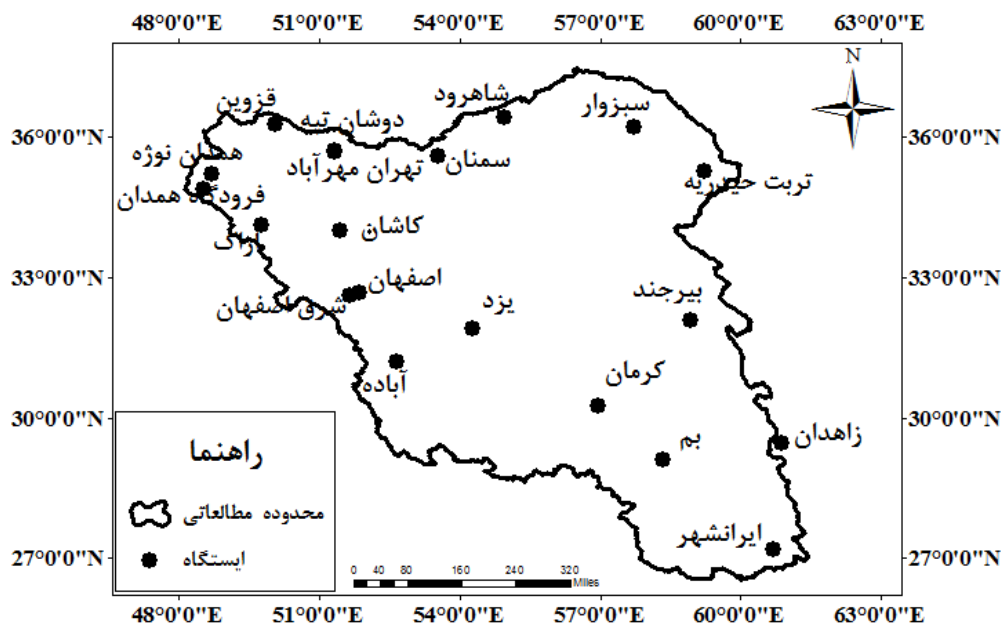 48°0'0"E 51°0'0"E 54°0'0"E 57°0'0"E 60°0'0"E 63°0'0"E
N
36°0'0"N
33°0'0"N
30°0'0"N
27°0'0"N
قزوین
دوشان تپه
شاهرود
سبزوار
همدان نوژه
تهران مهرآباد
سمنان
تربت حیدریه
فرودگاه همدان
اراک
کاشان
اصفهان
شرق اصفهان
یزد
بیرجند
آباده
کرمان
بم
زاهدان
ایرانشهر
راهنما
محدوده مطالعاتی
ایستگاه
0 20 40 80 160 240 320
Miles
36°0'0"N
33°0'0"N
30°0'0"N
27°0'0"N
48°0'0"E 51°0'0"E 54°0'0"E 57°0'0"E 60°0'0"E 63°0'0"E